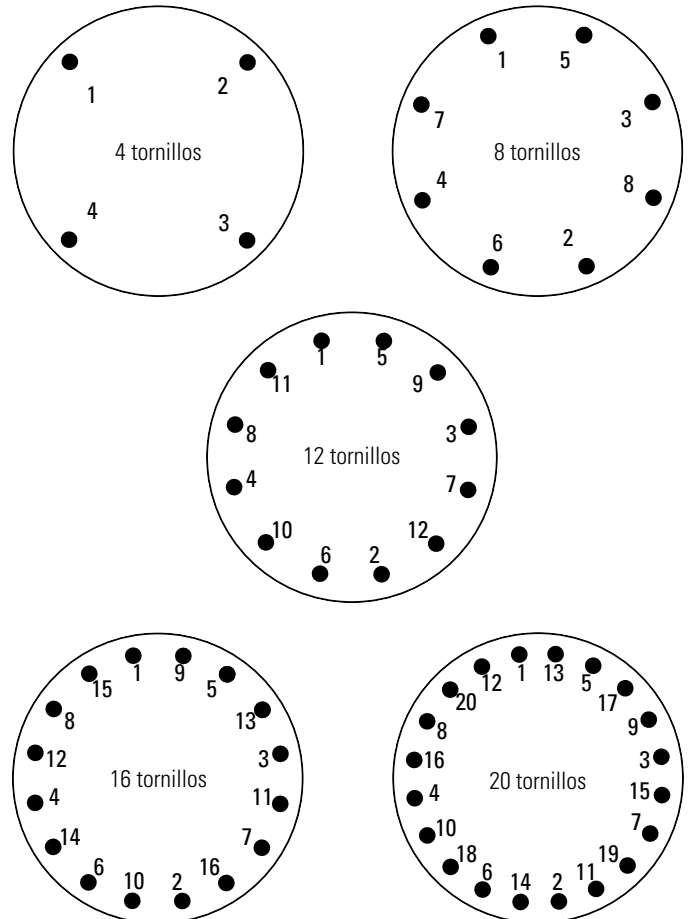 1 2
4 tornillos
4 3
1 5
7 3
8 tornillos
4 8
6 2
1 5
11 9
8 3
12 tornillos
4 7
10 12
6 2
15 1 9 5
8 13
12 3
16 tornillos
4 11
14 7
6 10 2 16
12 1 13 5
20 17
8 9
16 3
20 tornillos
4 15
10 7
18 19
6 14 2 11